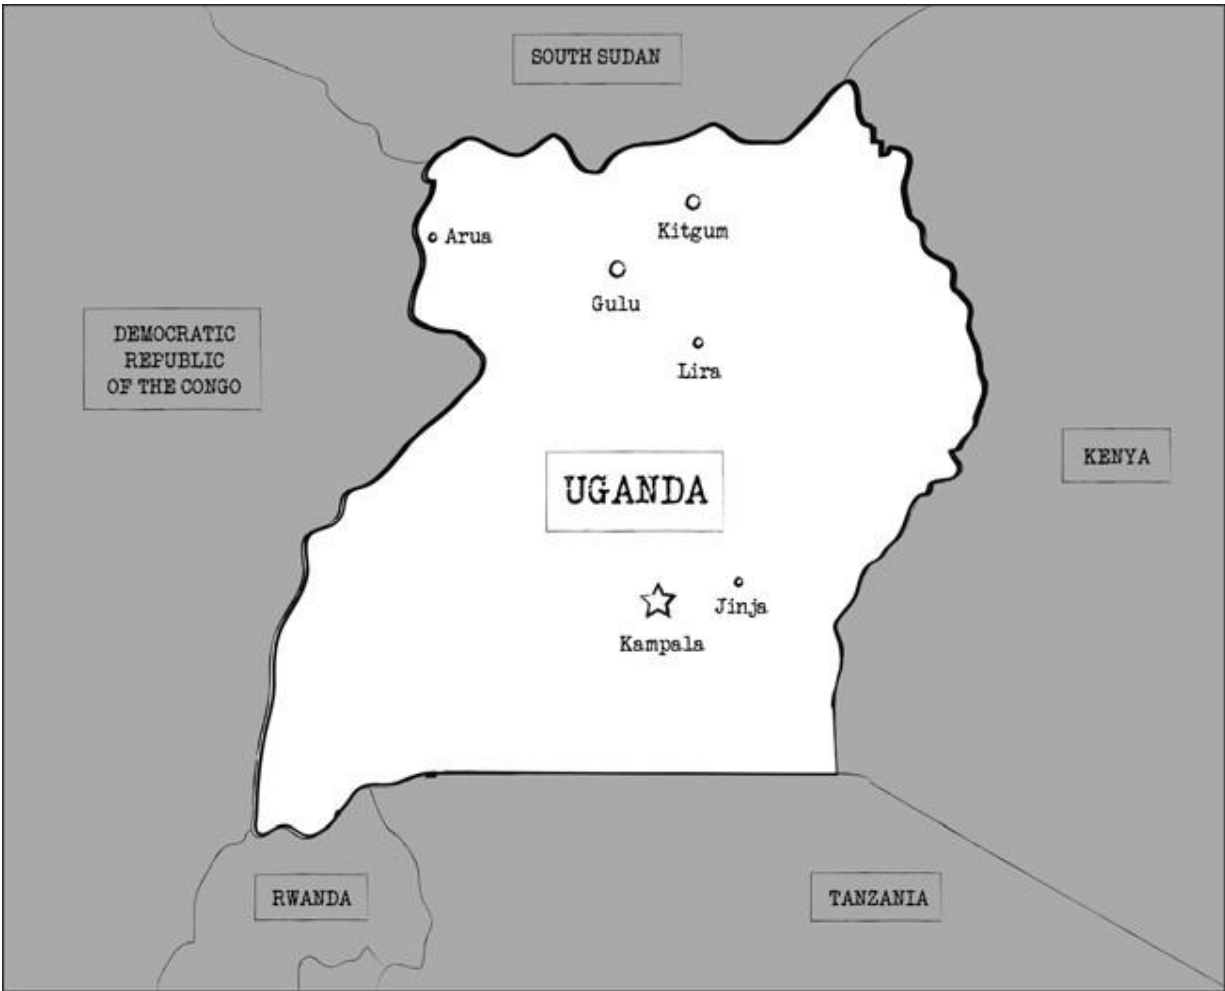 SOUTH SUDAN
Kitgum
Arua
Gulu
DEMOCRATIC
REPUBLIC
OF THE CONGO
Lira
KENYA
UGANDA
Jinja
Kampala
RWANDA
TANZANIA